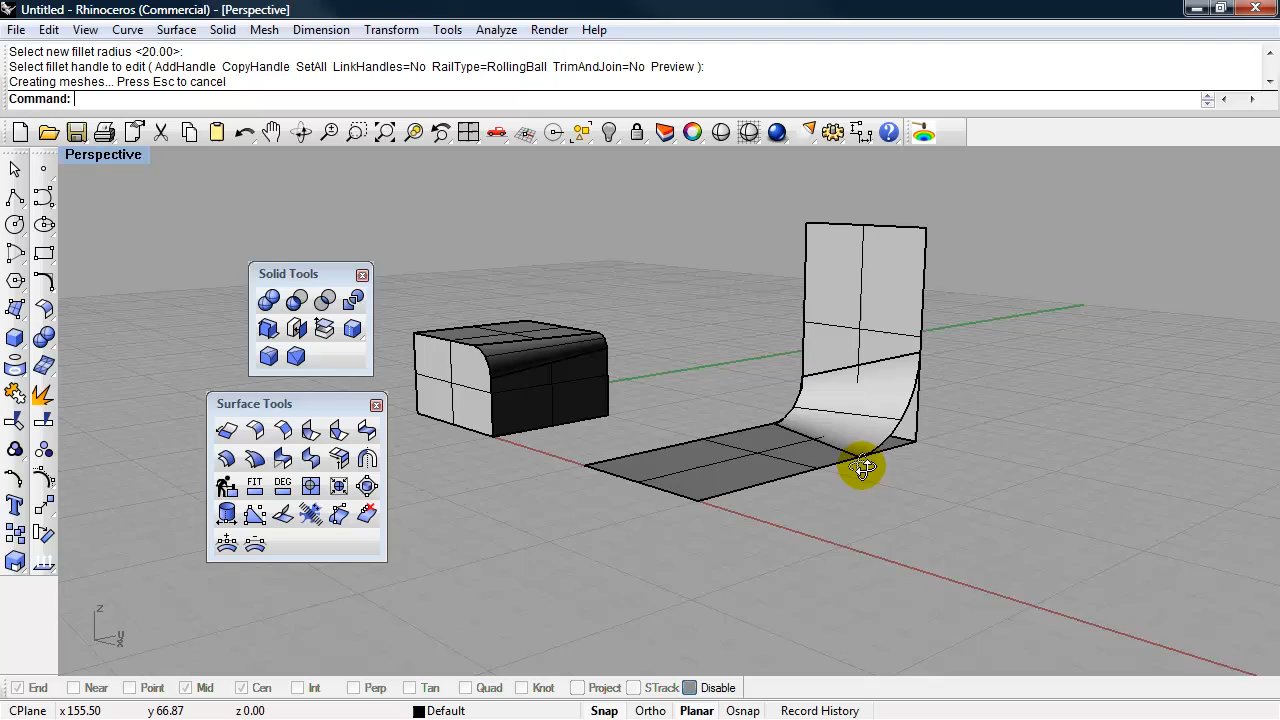 Untitled - Rhinoceros (Commercial) - [Perspective]
File Edit View Curve Surface Solid Mesh Dimension Transform Tools Analyze Render Help
Select new fillet radius <20.00>:
Select fillet handle to edit ( AddHandle CopyHandle SetAll LinkHandles=No RailType=RollingBall TrimAndJoin=No Preview ):
Creating meshes... Press Esc to cancel
Command:
Perspective
Solid Tools
Surface Tools
FIT DEG
z
y
x
End Near Point Mid Cen Int Perp Tan Quad Knot Project STrack Disable
CPlane x 155.50 y 66.87 z 0.00 Default Snap Ortho Planar Osnap Record History